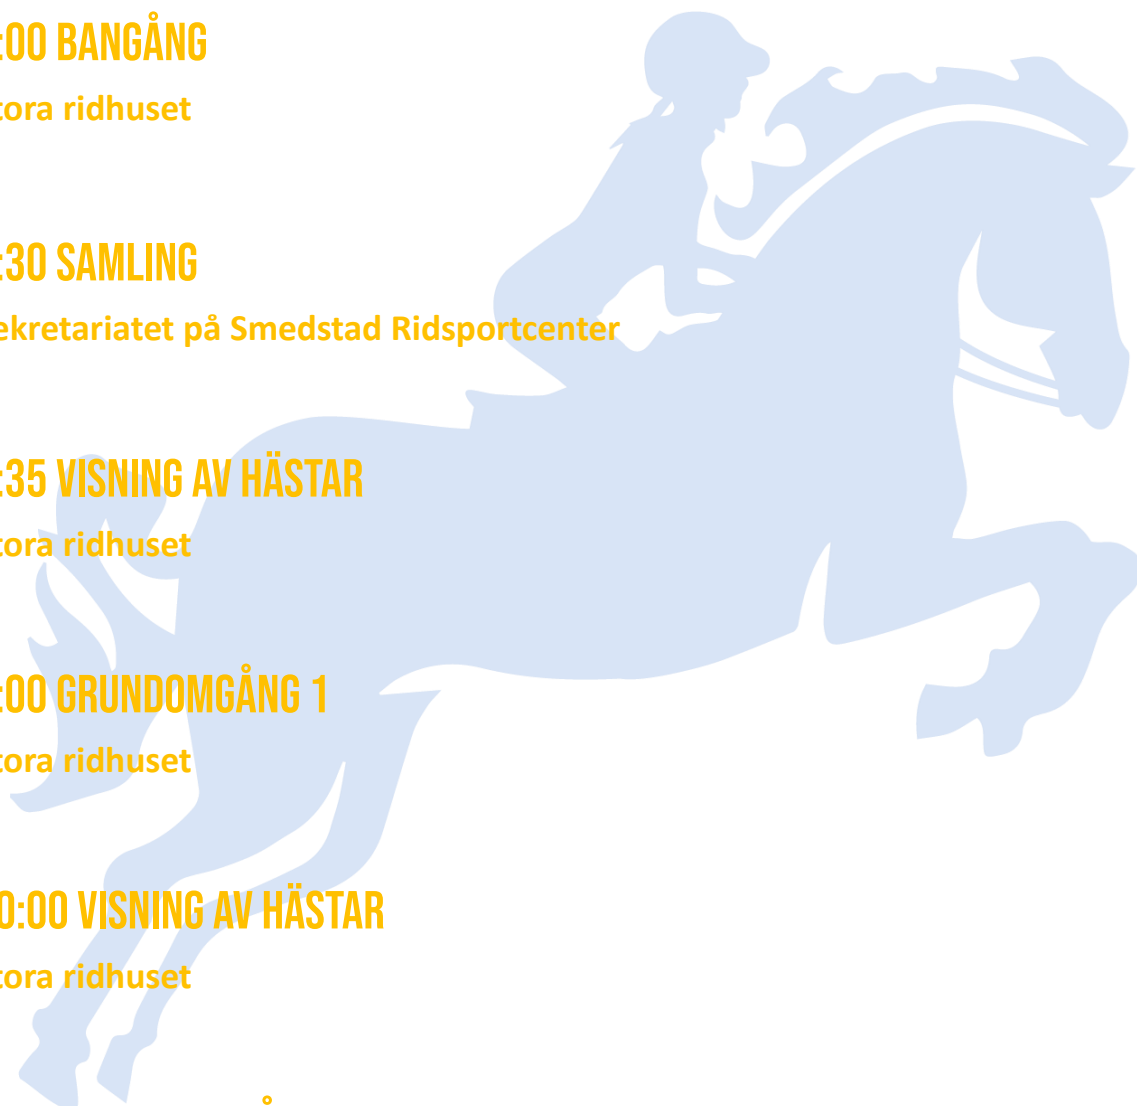 :00 BANGÅNG
tora ridhuset
:30 SAMLING
ekretariatet på Smedstad Ridsportcenter
:35 VISNING AV HÄSTAR
tora ridhuset
:00 GRUNDOMGÅNG 1
tora ridhuset
0:00 VISNING AV HÄSTAR
tora ridhuset